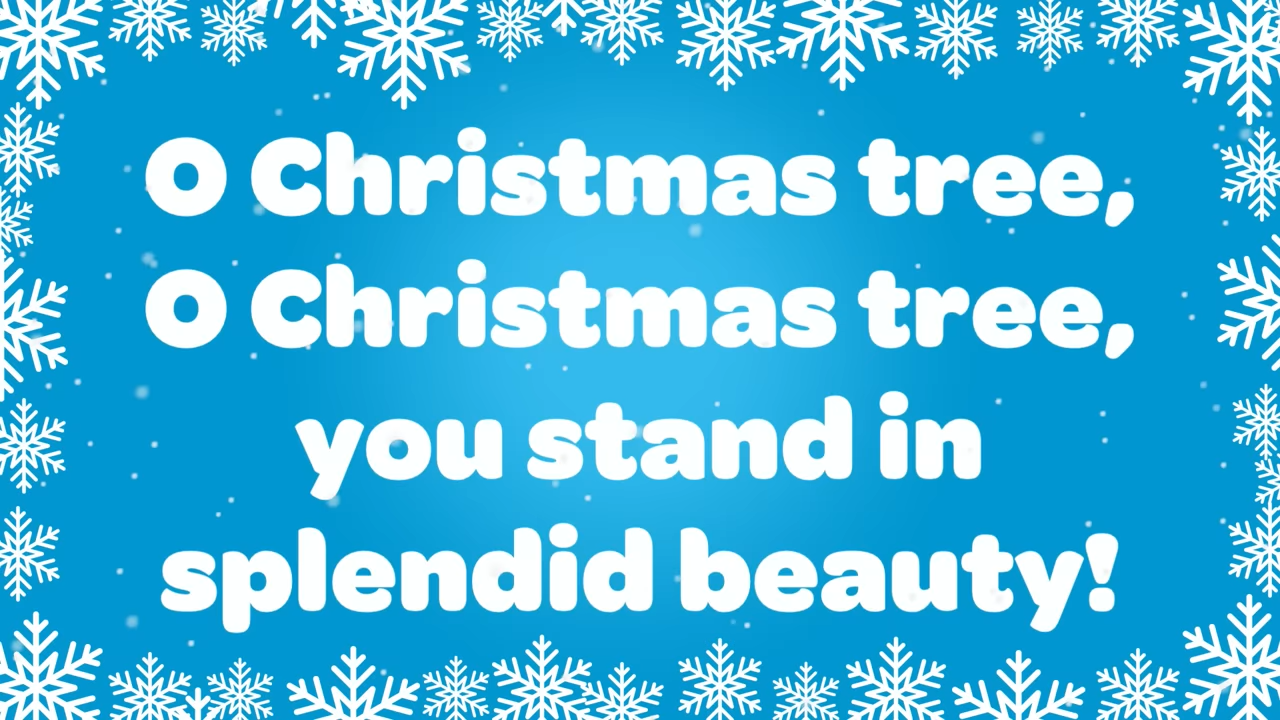 O Christmas tree,
O Christmas tree,
you stand in
splendid beauty!